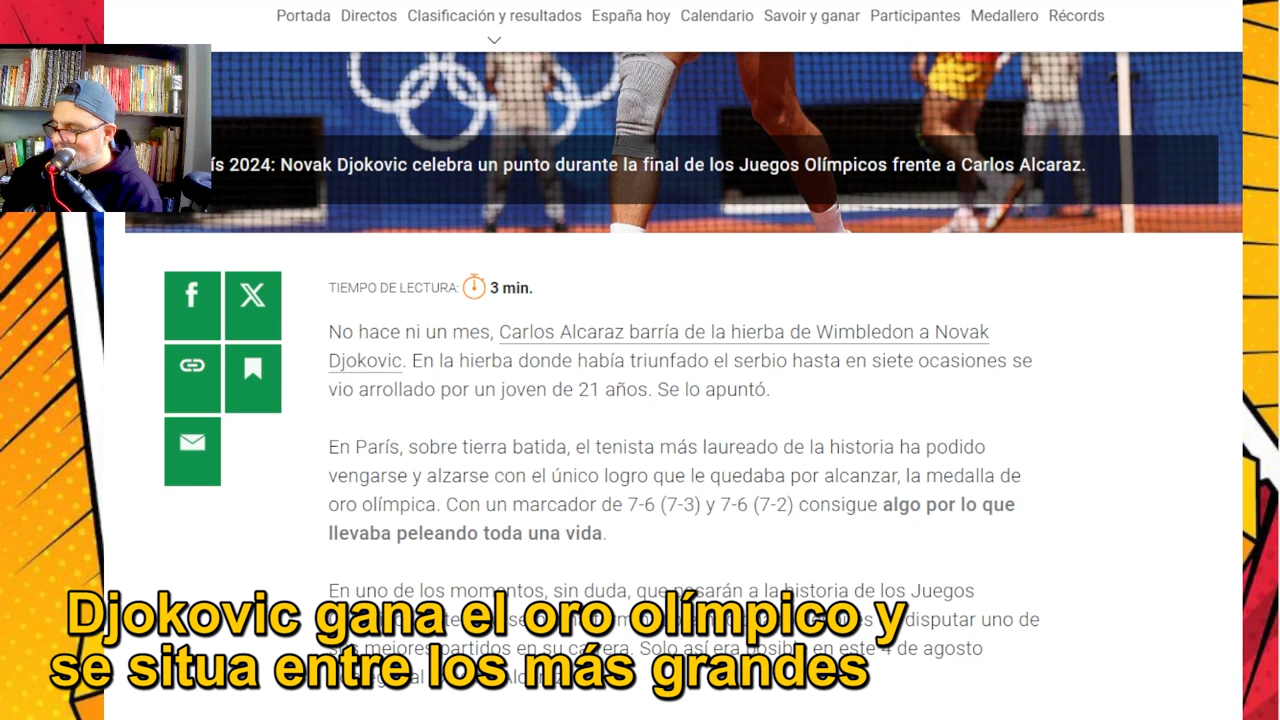 Portada Directos Clasificación y resultados España hoy Calendario Savoir y ganar Participantes Medallero Récords
ís 2024: Novak Djokovic celebra un punto durante la final de los Juegos Olímpicos frente a Carlos Alcaraz.
TIEMPO DE LECTURA: 3 min.
No hace ni un mes, Carlos Alcaraz barría de la hierba de Wimbledon a Novak
Djokovic. En la hierba donde había triunfado el serbio hasta en siete ocasiones se
vio arrollado por un joven de 21 años. Se lo apuntó.
En París, sobre tierra batida, el tenista más laureado de la historia ha podido
vengarse y alzarse con el único logro que le quedaba por alcanzar, la medalla de
oro olímpica. Con un marcador de 7-6 (7-3) y 7-6 (7-2) consigue algo por lo que
llevaba peleando toda una vida.
En uno de los momentos, sin duda, que pasarán a la historia de los Juegos
disputar uno de
mejores partidos en su carrera. Solo así era posible en este 4 de agosto
Djokovic gana el oro olímpico y
se situa entre los más grandes